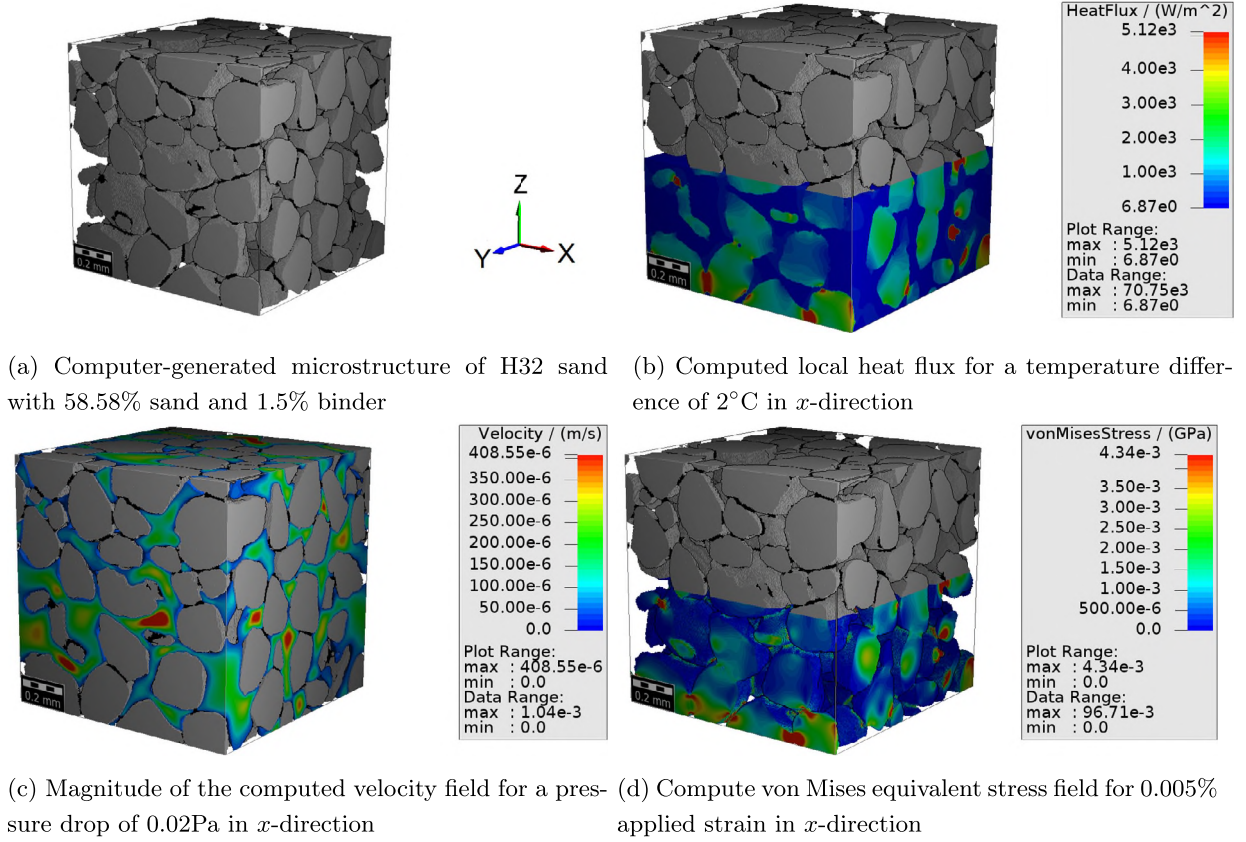 0.2 mm
Z
Y
X
0.2 mm
HeatFlux / (W/m^2)
5.12e3
4.00e3
3.00e3
2.00e3
1.00e3
6.87e0
Plot Range:
max : 5.12e3
min : 6.87e0
Data Range:
max : 70.75e3
min : 6.87e0
(a) Computer-generated microstructure of H32 sand
with 58.58% sand and 1.5% binder
(b) Computed local heat flux for a temperature differ-
ence of 2°C in x-direction
0.2 mm
Velocity / (m/s)
408.55e-6
350.00e-6
300.00e-6
250.00e-6
200.00e-6
150.00e-6
100.00e-6
50.00e-6
0.0
Plot Range:
max : 408.55e-6
min : 0.0
Data Range:
max : 1.04e-3
min : 0.0
0.2 mm
vonMisesStress / (GPa)
4.34e-3
3.50e-3
2.50e-3
2.00e-3
1.50e-3
1.00e-3
500.00e-6
0.0
Plot Range:
max : 4.34e-3
min : 0.0
Data Range:
max : 96.71e-3
min : 0.0
(c) Magnitude of the computed velocity field for a pres-
sure drop of 0.02Pa in x-direction
(d) Compute von Mises equivalent stress field for 0.005%
applied strain in x-direction